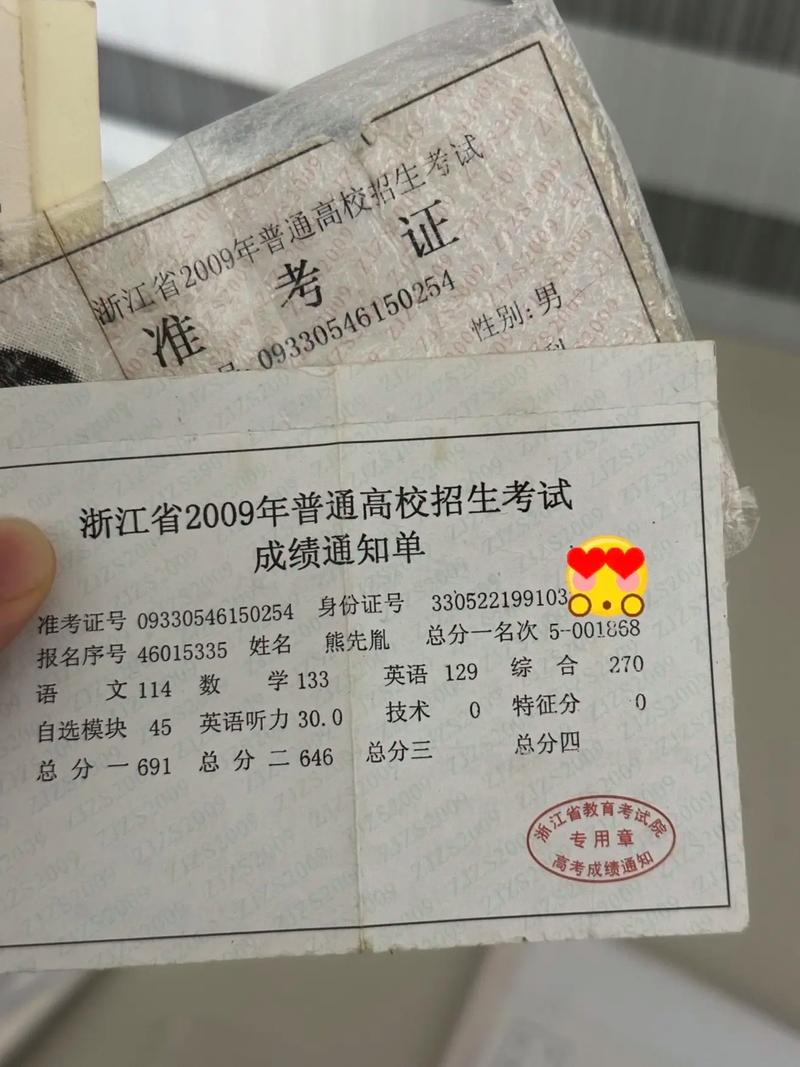 浙江省2009年普通高校招生考试
准考证
号:09330546150254 性别:男
浙江省2009年普通高校招生考试
成绩通知单
准考证号 09330546150254 身份证号 330522199103
报名序号 46015335 姓名 熊先胤 总分一名次 5-001868
语文 114 数学 133 英语 129 综合 270
自选模块 45 英语听力 30.0 技术 0 特征分 0
总分一 691 总分二 646 总分三 总分四
浙江省教育考试院
专用章
高考成绩通知